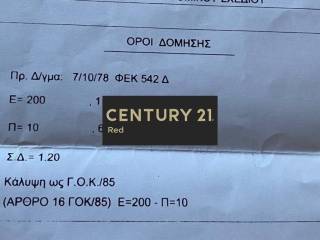 ΟΡΟΙ ΔΟΜΗΣΗΣ
Πρ. Δ/γμα: 7/10/78 ΦΕΚ 542 Δ
Ε= 200
CENTURY 21
Red
Π= 10
Σ.Δ.= 1.20
Κάλυψη ως Γ.Ο.Κ./85
(ΑΡΘΡΟ 16 ΓΟΚ/85) Ε=200 - Π=10